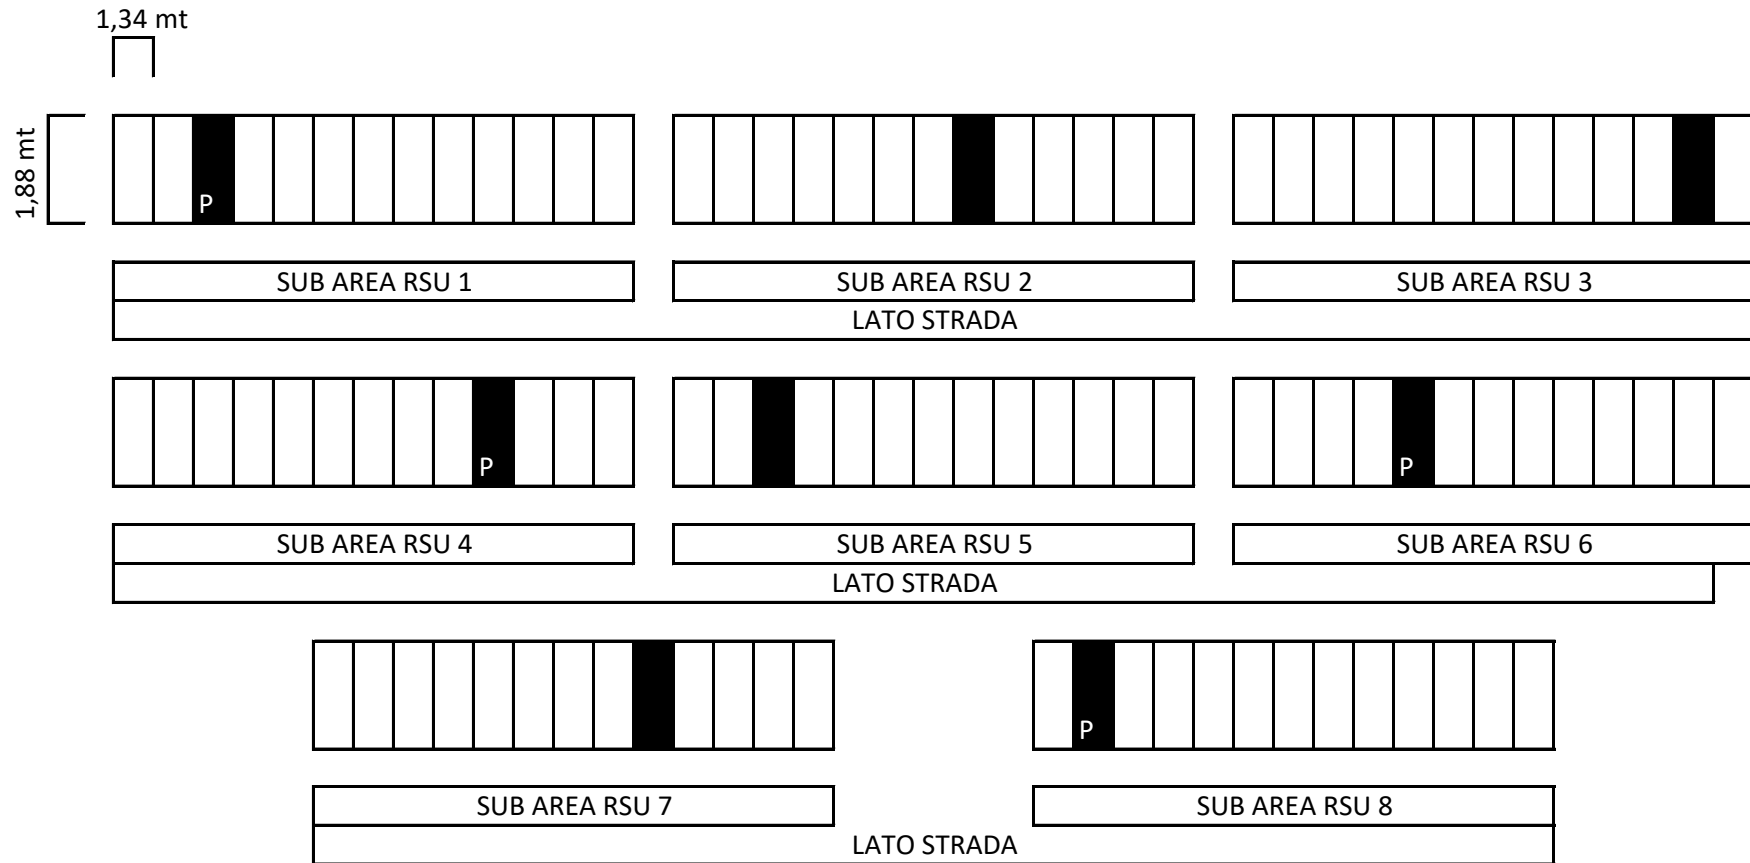 1,34 mt
1,88 mt
P
SUB AREA RSU 1
SUB AREA RSU 2
SUB AREA RSU 3
LATO STRADA
P
P
SUB AREA RSU 4
SUB AREA RSU 5
SUB AREA RSU 6
LATO STRADA
P
SUB AREA RSU 7
SUB AREA RSU 8
LATO STRADA